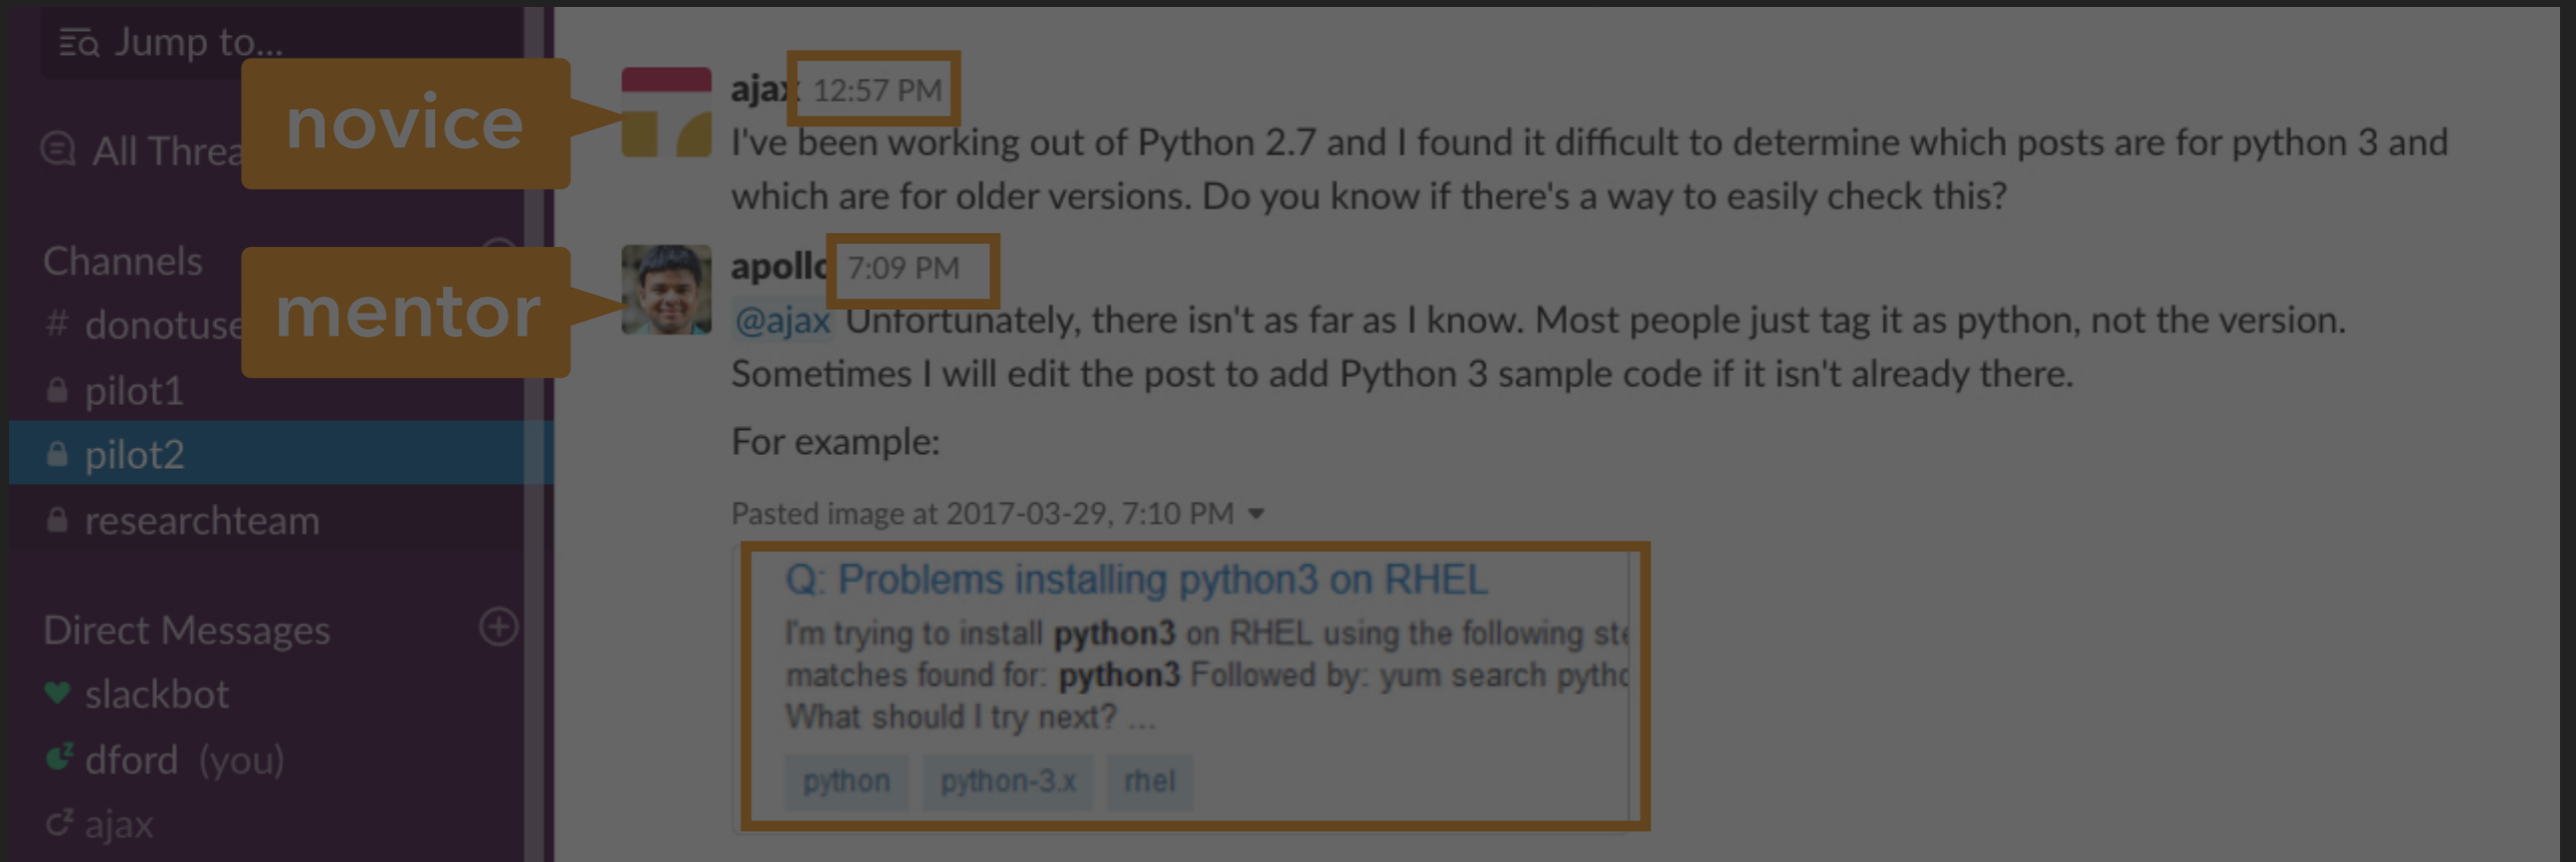 Jump to...
All Threa
Channels
# donotuse
pilot1
pilot2
researchteam
Direct Messages
slackbot
dford (you)
ajax
novice
mentor
ajax 12:57 PM
I've been working out of Python 2.7 and I found it difficult to determine which posts are for python 3 and
which are for older versions. Do you know if there's a way to easily check this?
apollo 7:09 PM
@ajax Unfortunately, there isn't as far as I know. Most people just tag it as python, not the version.
Sometimes I will edit the post to add Python 3 sample code if it isn't already there.
For example:
Pasted image at 2017-03-29, 7:10 PM
Q: Problems installing python3 on RHEL
I'm trying to install python3 on RHEL using the following ste
matches found for: python3 Followed by: yum search pytho
What should I try next? ...
python python-3.x rhel